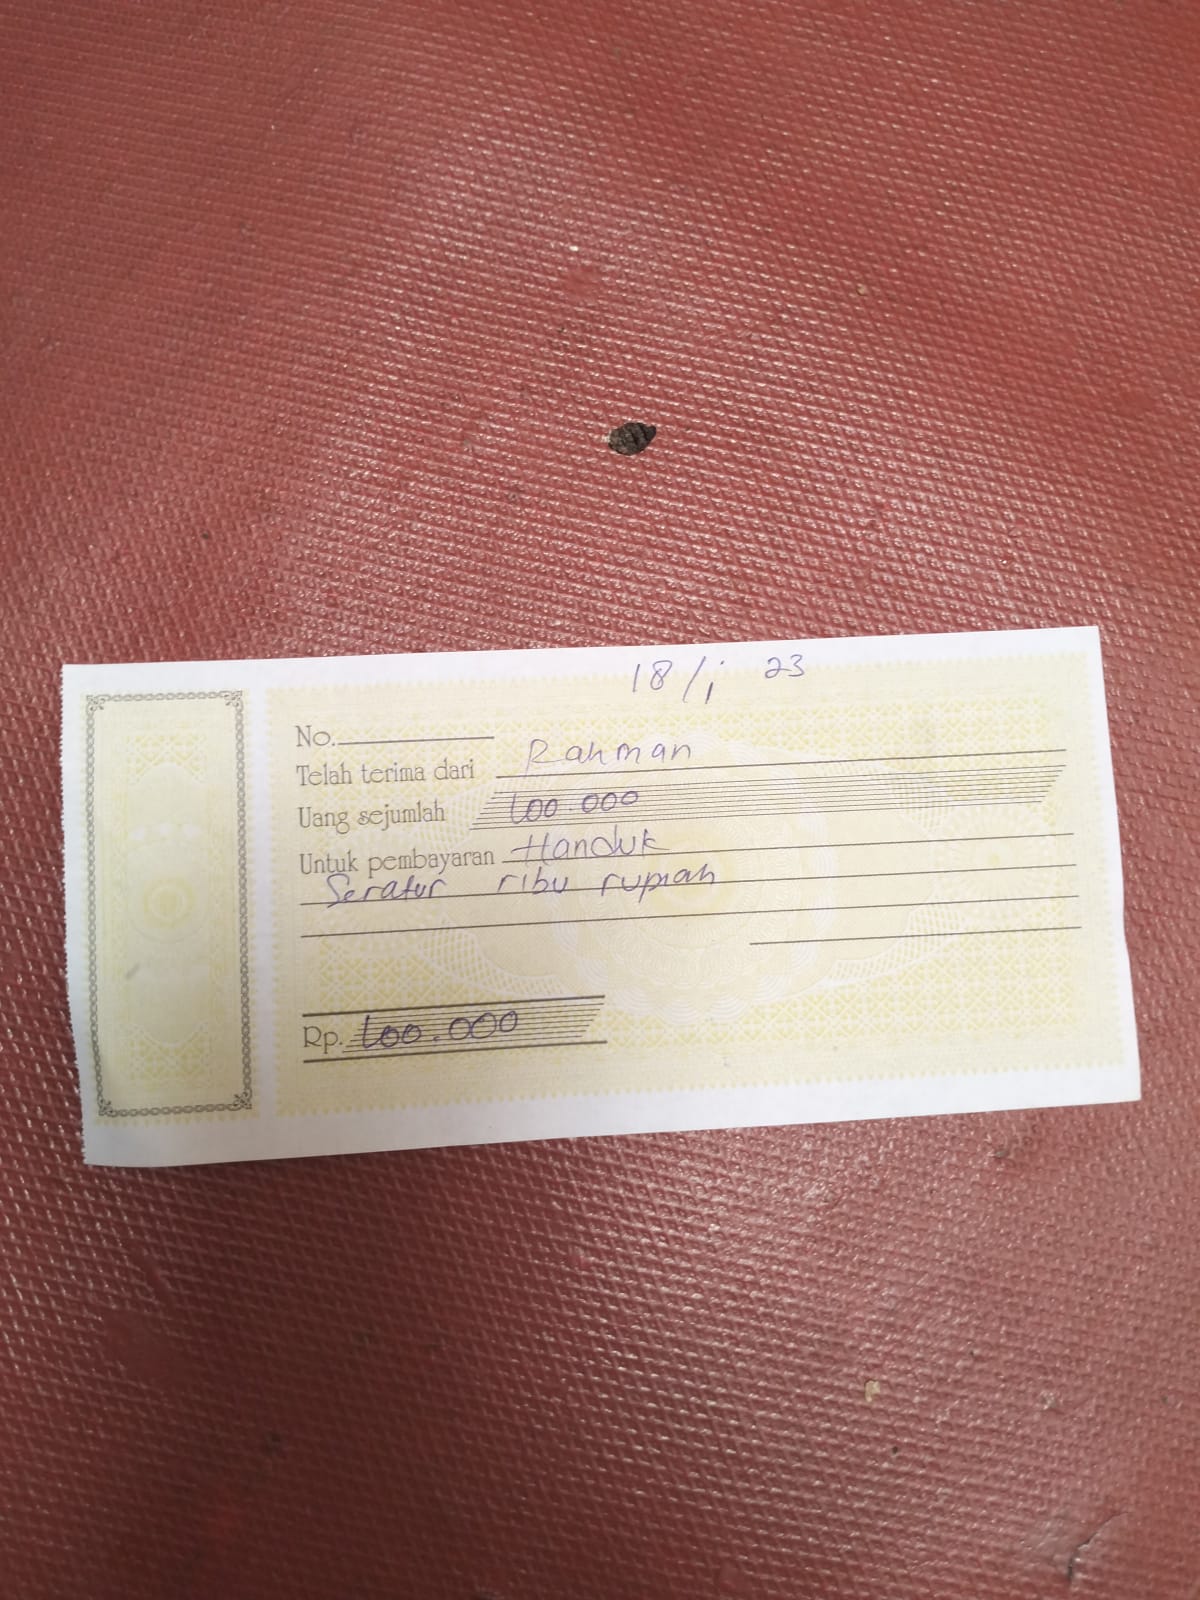 18/1 23
No.
Telah terima dari Rahman
Uang sejumlah 100.000
Untuk pembayaran Handuk
Seratur ribu rupiah
Rp. 100.000